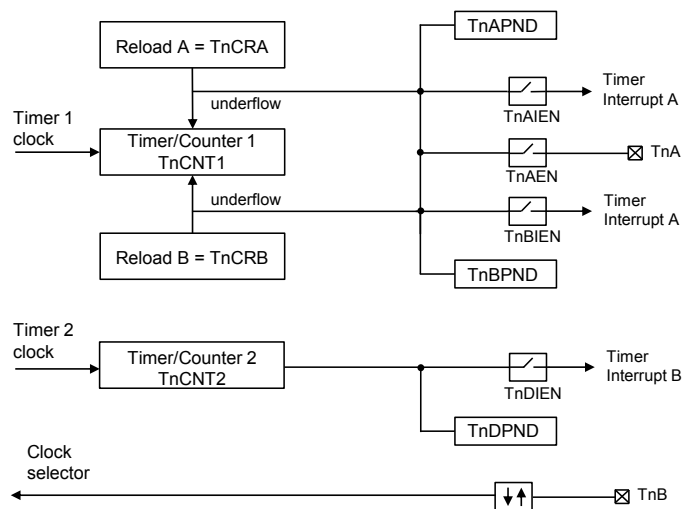 Reload A = TnCRA
TnAPND
underflow
Timer
Interrupt A
TnAIEN
Timer 1
clock
Timer/Counter 1
TnCNT1
TnA
TnAEN
underflow
Timer
Interrupt A
TnBIEN
Reload B = TnCRB
TnBPND
Timer 2
clock
Timer/Counter 2
TnCNT2
Timer
Interrupt B
TnDIEN
TnDPND
Clock
selector
TnB